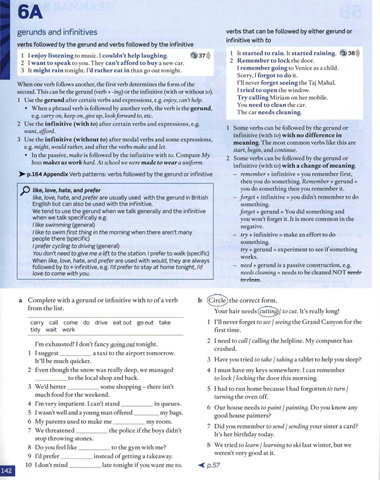 6A
gerunds and infinitives
verbs followed by the gerund and verbs followed by the infinitive
1 I enjoy listening to music. I couldn't help laughing. 37
2 I want to speak to you. They can't afford to buy a new car.
3 It might rain tonight. I'd rather eat in than go out tonight.
When one verb follows another, the first verb determines the form of the
second. This can be the gerund (verb + -ing) or the infinitive (with or without to).
1 Use the gerund after certain verbs and expressions, e.g. enjoy, can't help.
• When a phrasal verb is followed by another verb, the verb is the gerund,
e.g. carry on, keep on, give up, look forward to, etc.
2 Use the infinitive (with to) after certain verbs and expressions, e.g.
want, afford.
3 Use the infinitive (without to) after modal verbs and some expressions,
e.g. might, would rather, and after the verbs make and let.
• In the passive, make is followed by the infinitive with to. Compare My
boss makes us work hard. At school we were made to wear a uniform.
p.164 Appendix Verb patterns: verbs followed by the gerund or infinitive
like, love, hate, and prefer
like, love, hate, and prefer are usually used with the gerund in British
English but can also be used with the infinitive.
We tend to use the gerund when we talk generally and the infinitive
when we talk specifically e.g.
I like swimming (general)
I like to swim first thing in the morning when there aren't many
people there (specific)
I prefer cycling to driving (general)
You don't need to give me a lift to the station. I prefer to walk (specific)
When like, love, hate, and prefer are used with would, they are always
followed by to + infinitive, e.g. I'd prefer to stay at home tonight, I'd
love to come with you.
verbs that can be followed by either gerund or
infinitive with to
1 It started to rain. It started raining. 38
2 Remember to lock the door.
I remember going to Venice as a child.
Sorry, I forgot to do it.
I'll never forget seeing the Taj Mahal.
I tried to open the window.
Try calling Miriam on her mobile.
You need to clean the car.
The car needs cleaning.
1 Some verbs can be followed by the gerund or
infinitive (with to) with no difference in
meaning. The most common verbs like this are
start, begin, and continue.
2 Some verbs can be followed by the gerund or
infinitive (with to) with a change of meaning.
– remember + infinitive = you remember first,
then you do something. Remember + gerund =
you do something then you remember it.
– forget + infinitive = you didn't remember to do
something.
forget + gerund = You did something and
you won't forget it. It is more common in the
negative.
– try + infinitive = make an effort to do
something.
try + gerund = experiment to see if something
works.
– need + gerund is a passive construction, e.g.
needs cleaning = needs to be cleaned NOT needs
to clean.
a Complete with a gerund or infinitive with to of a verb
from the list.
carry call come do drive eat out go out take
tidy wait work
I'm exhausted! I don't fancy going out tonight.
1 I suggest ________ a taxi to the airport tomorrow.
It'll be much quicker.
2 Even though the snow was really deep, we managed
________ to the local shop and back.
3 We'd better ________ some shopping – there isn't
much food for the weekend.
4 I'm very impatient. I can't stand ________ in queues.
5 I wasn't well and a young man offered ________ my bags.
6 My parents used to make me ________ my room.
7 We threatened ________ the police if the boys didn't
stop throwing stones.
8 Do you feel like ________ to the gym with me?
9 I'd prefer ________ instead of getting a takeaway.
10 I don't mind ________ late tonight if you want me to.
b Circle the correct form.
Your hair needs cutting / to cut. It's really long!
1 I'll never forget to see / seeing the Grand Canyon for the
first time.
2 I need to call / calling the helpline. My computer has
crashed.
3 Have you tried to take / taking a tablet to help you sleep?
4 I must have my keys somewhere. I can remember
to lock / locking the door this morning.
5 I had to run home because I had forgotten to turn /
turning the oven off.
6 Our house needs to paint / painting. Do you know any
good house painters?
7 Did you remember to send / sending your sister a card?
It's her birthday today.
8 We tried to learn / learning to ski last winter, but we
weren't very good at it.
p.57
142